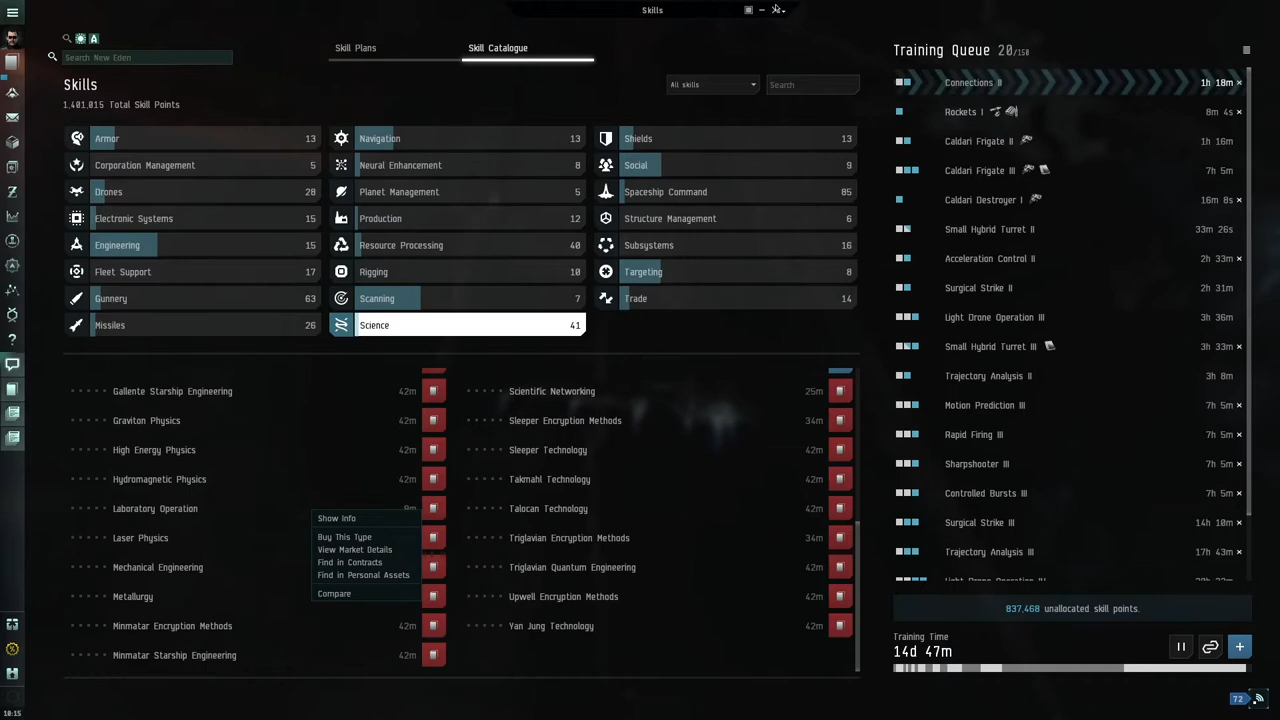 Skills
A
Search New Eden
Skill Plans
Skill Catalogue
Skills
All skills
Search
1,401,015 Total Skill Points
Armor 13
Navigation 13
Shields 13
Corporation Management 5
Neural Enhancement 8
Social 9
Drones 28
Planet Management 5
Spaceship Command 85
Electronic Systems 15
Production 12
Structure Management 6
Engineering 15
Resource Processing 40
Subsystems 16
Fleet Support 17
Rigging 10
Targeting 8
Gunnery 63
Scanning 7
Trade 14
Missiles 26
Science 41
Gallente Starship Engineering 42m
Graviton Physics 42m
High Energy Physics 42m
Hydromagnetic Physics 42m
Laboratory Operation
Laser Physics
Mechanical Engineering
Metallurgy
Minmatar Encryption Methods 42m
Minmatar Starship Engineering 42m
Show Info
Buy This Type
View Market Details
Find in Contracts
Find in Personal Assets
Compare
Scientific Networking 25m
Sleeper Encryption Methods 34m
Sleeper Technology 42m
Takmahl Technology 42m
Talocan Technology 42m
Triglavian Encryption Methods 34m
Triglavian Quantum Engineering 42m
Upwell Encryption Methods 42m
Yan Jung Technology 42m
Training Queue 20/150
Connections II 1h 18m
Rockets I 8m 4s
Caldari Frigate II 1h 16m
Caldari Frigate III 7h 5m
Caldari Destroyer I 16m 8s
Small Hybrid Turret II 33m 26s
Acceleration Control II 2h 33m
Surgical Strike II 2h 31m
Light Drone Operation III 3h 36m
Small Hybrid Turret III 3h 33m
Trajectory Analysis II 3h 8m
Motion Prediction III 7h 5m
Rapid Firing III 7h 5m
Sharpshooter III 7h 5m
Controlled Bursts III 7h 5m
Surgical Strike III 14h 10m
Trajectory Analysis III 17h 43m
837,468 unallocated skill points.
Training Time
14d 47m
72
10:15